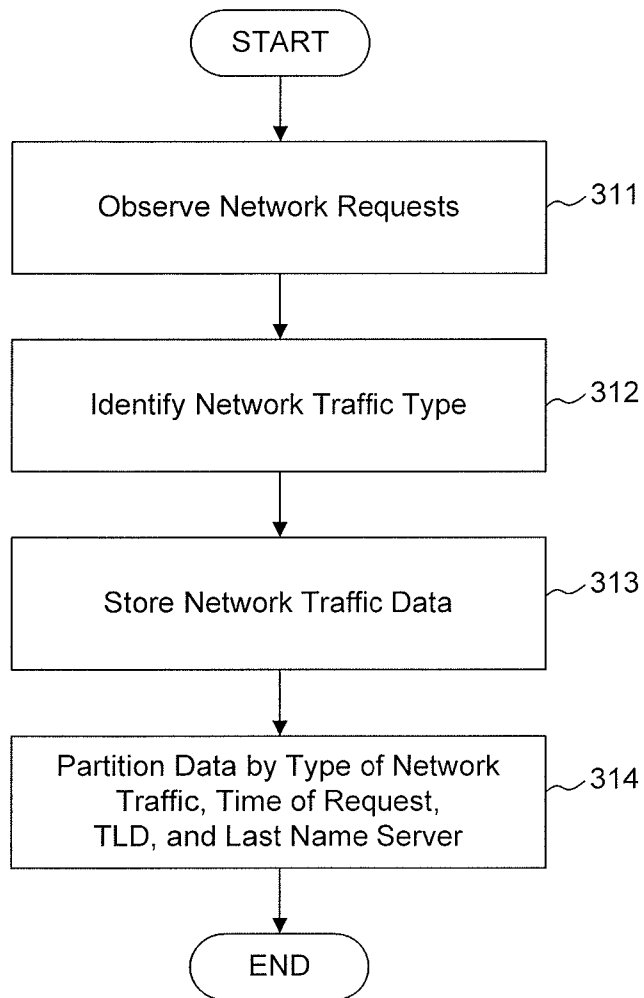 START
Observe Network Requests
311
Identify Network Traffic Type
312
Store Network Traffic Data
313
Partition Data by Type of Network
Traffic, Time of Request,
TLD, and Last Name Server
314
END